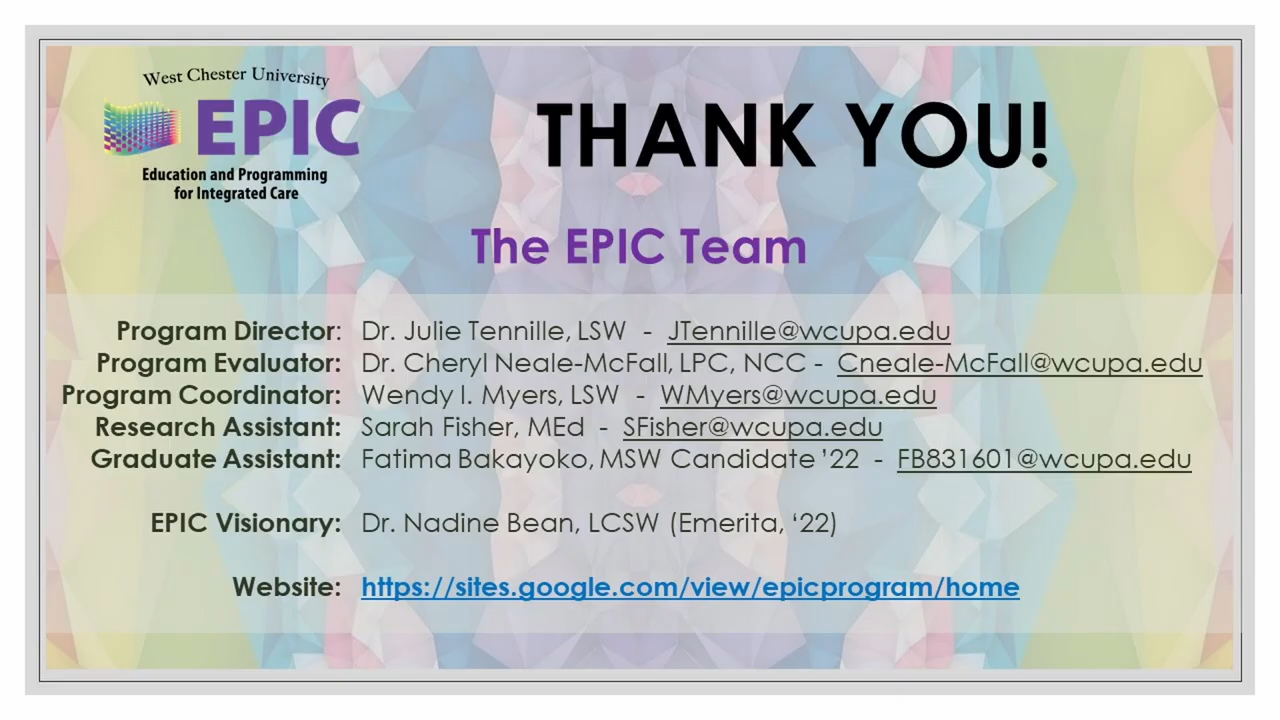 West Chester University
EPIC
Education and Programming
for Integrated Care
THANK YOU!
The EPIC Team
Program Director: Dr. Julie Tennille, LSW - JTennille@wcupa.edu
Program Evaluator: Dr. Cheryl Neale-McFall, LPC, NCC - Cneale-McFall@wcupa.edu
Program Coordinator: Wendy I. Myers, LSW - WMyers@wcupa.edu
Research Assistant: Sarah Fisher, MEd - SFisher@wcupa.edu
Graduate Assistant: Fatima Bakayoko, MSW Candidate ’22 - FB831601@wcupa.edu
EPIC Visionary: Dr. Nadine Bean, LCSW (Emerita, ‘22)
Website: https://sites.google.com/view/epicprogram/home